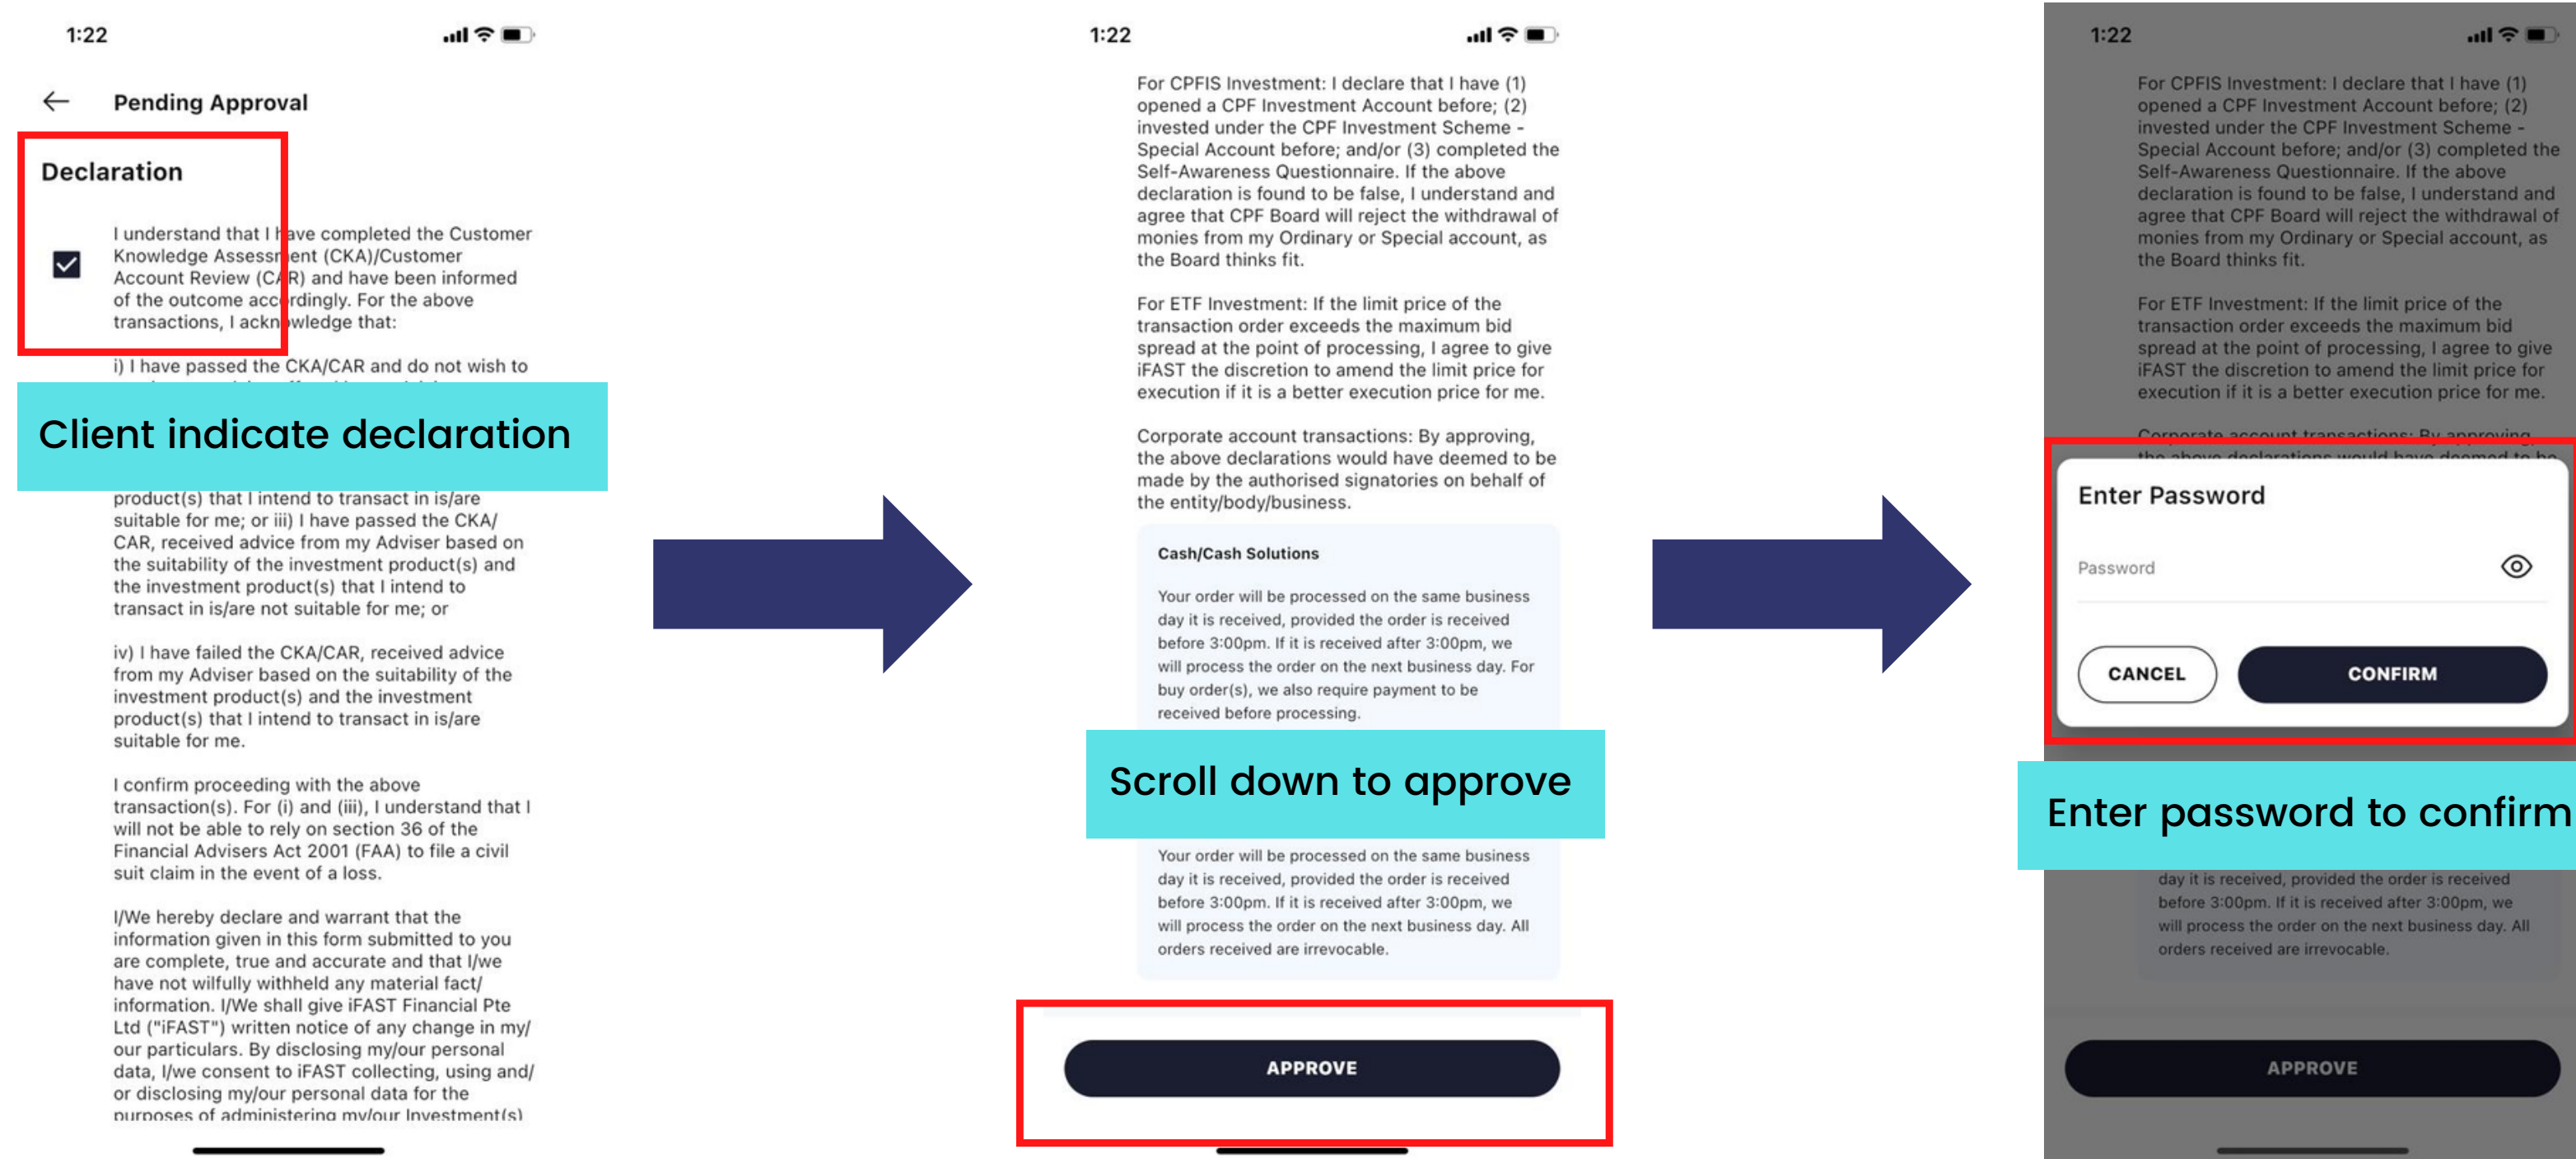 1:22
Pending Approval
Declaration
I understand that I have completed the Customer
Knowledge Assessment (CKA)/Customer
Account Review (CAR) and have been informed
of the outcome accordingly. For the above
transactions, I acknowledge that:
i) I have passed the CKA/CAR and do not wish to
Client indicate declaration
product(s) that I intend to transact in is/are
suitable for me; or iii) I have passed the CKA/
CAR, received advice from my Adviser based on
the suitability of the investment product(s) and
the investment product(s) that I intend to
transact in is/are not suitable for me; or
iv) I have failed the CKA/CAR, received advice
from my Adviser based on the suitability of the
investment product(s) and the investment
product(s) that I intend to transact in is/are
suitable for me.
I confirm proceeding with the above
transaction(s). For (i) and (iii), I understand that I
will not be able to rely on section 36 of the
Financial Advisers Act 2001 (FAA) to file a civil
suit claim in the event of a loss.
I/We hereby declare and warrant that the
information given in this form submitted to you
are complete, true and accurate and that I/we
have not wilfully withheld any material fact/
information. I/We shall give iFAST Financial Pte
Ltd ("iFAST") written notice of any change in my/
our particulars. By disclosing my/our personal
data, I/we consent to iFAST collecting, using and/
or disclosing my/our personal data for the
purposes of administering my/our Investment(s)
1:22
For CPFIS Investment: I declare that I have (1)
opened a CPF Investment Account before; (2)
invested under the CPF Investment Scheme -
Special Account before; and/or (3) completed the
Self-Awareness Questionnaire. If the above
declaration is found to be false, I understand and
agree that CPF Board will reject the withdrawal of
monies from my Ordinary or Special account, as
the Board thinks fit.
For ETF Investment: If the limit price of the
transaction order exceeds the maximum bid
spread at the point of processing, I agree to give
iFAST the discretion to amend the limit price for
execution if it is a better execution price for me.
Corporate account transactions: By approving,
the above declarations would have deemed to be
made by the authorised signatories on behalf of
the entity/body/business.
Cash/Cash Solutions
Your order will be processed on the same business
day it is received, provided the order is received
before 3:00pm. If it is received after 3:00pm, we
will process the order on the next business day. For
buy order(s), we also require payment to be
received before processing.
Scroll down to approve
Your order will be processed on the same business
day it is received, provided the order is received
before 3:00pm. If it is received after 3:00pm, we
will process the order on the next business day. All
orders received are irrevocable.
APPROVE
1:22
For CPFIS Investment: I declare that I have (1)
opened a CPF Investment Account before; (2)
invested under the CPF Investment Scheme -
Special Account before; and/or (3) completed the
Self-Awareness Questionnaire. If the above
declaration is found to be false, I understand and
agree that CPF Board will reject the withdrawal of
monies from my Ordinary or Special account, as
the Board thinks fit.
For ETF Investment: If the limit price of the
transaction order exceeds the maximum bid
spread at the point of processing, I agree to give
iFAST the discretion to amend the limit price for
execution if it is a better execution price for me.
Corporate account transactions: By approving,
the above declarations would have deemed to be
Enter Password
Password
CANCEL
CONFIRM
Enter password to confirm
day it is received, provided the order is received
before 3:00pm. If it is received after 3:00pm, we
will process the order on the next business day. All
orders received are irrevocable.
APPROVE